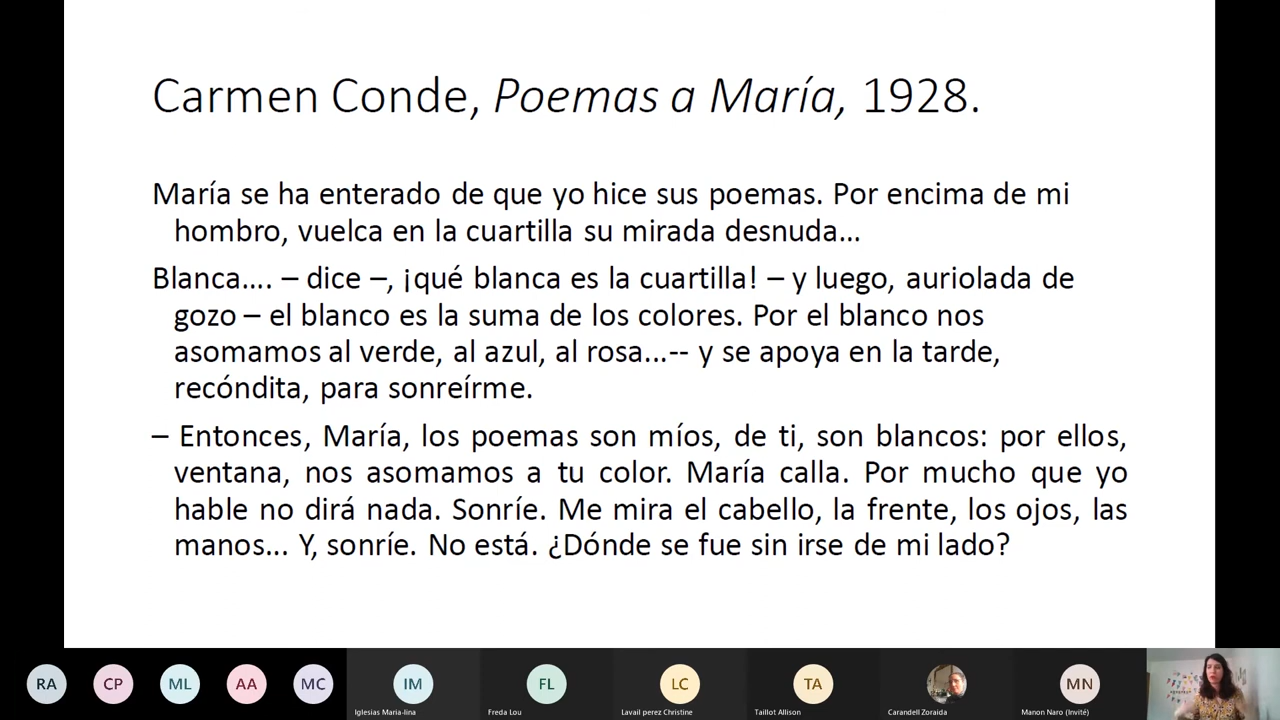 Carmen Conde, Poemas a María, 1928.
María se ha enterado de que yo hice sus poemas. Por encima de mi
hombro, vuelca en la cuartilla su mirada desnuda...
Blanca.... – dice –, ¡qué blanca es la cuartilla! – y luego, auriolada de
gozo – el blanco es la suma de los colores. Por el blanco nos
asomamos al verde, al azul, al rosa...-- y se apoya en la tarde,
recóndita, para sonreírme.
– Entonces, María, los poemas son míos, de ti, son blancos: por ellos,
ventana, nos asomamos a tu color. María calla. Por mucho que yo
hable no dirá nada. Sonríe. Me mira el cabello, la frente, los ojos, las
manos... Y, sonríe. No está. ¿Dónde se fue sin irse de mi lado?
RA CP ML AA MC IM FL LC TA MN
Iglesias Maria-lina Freda Lou Lavail perez Christine Taillot Allison Carandell Zoraida Manon Naro (Invité)